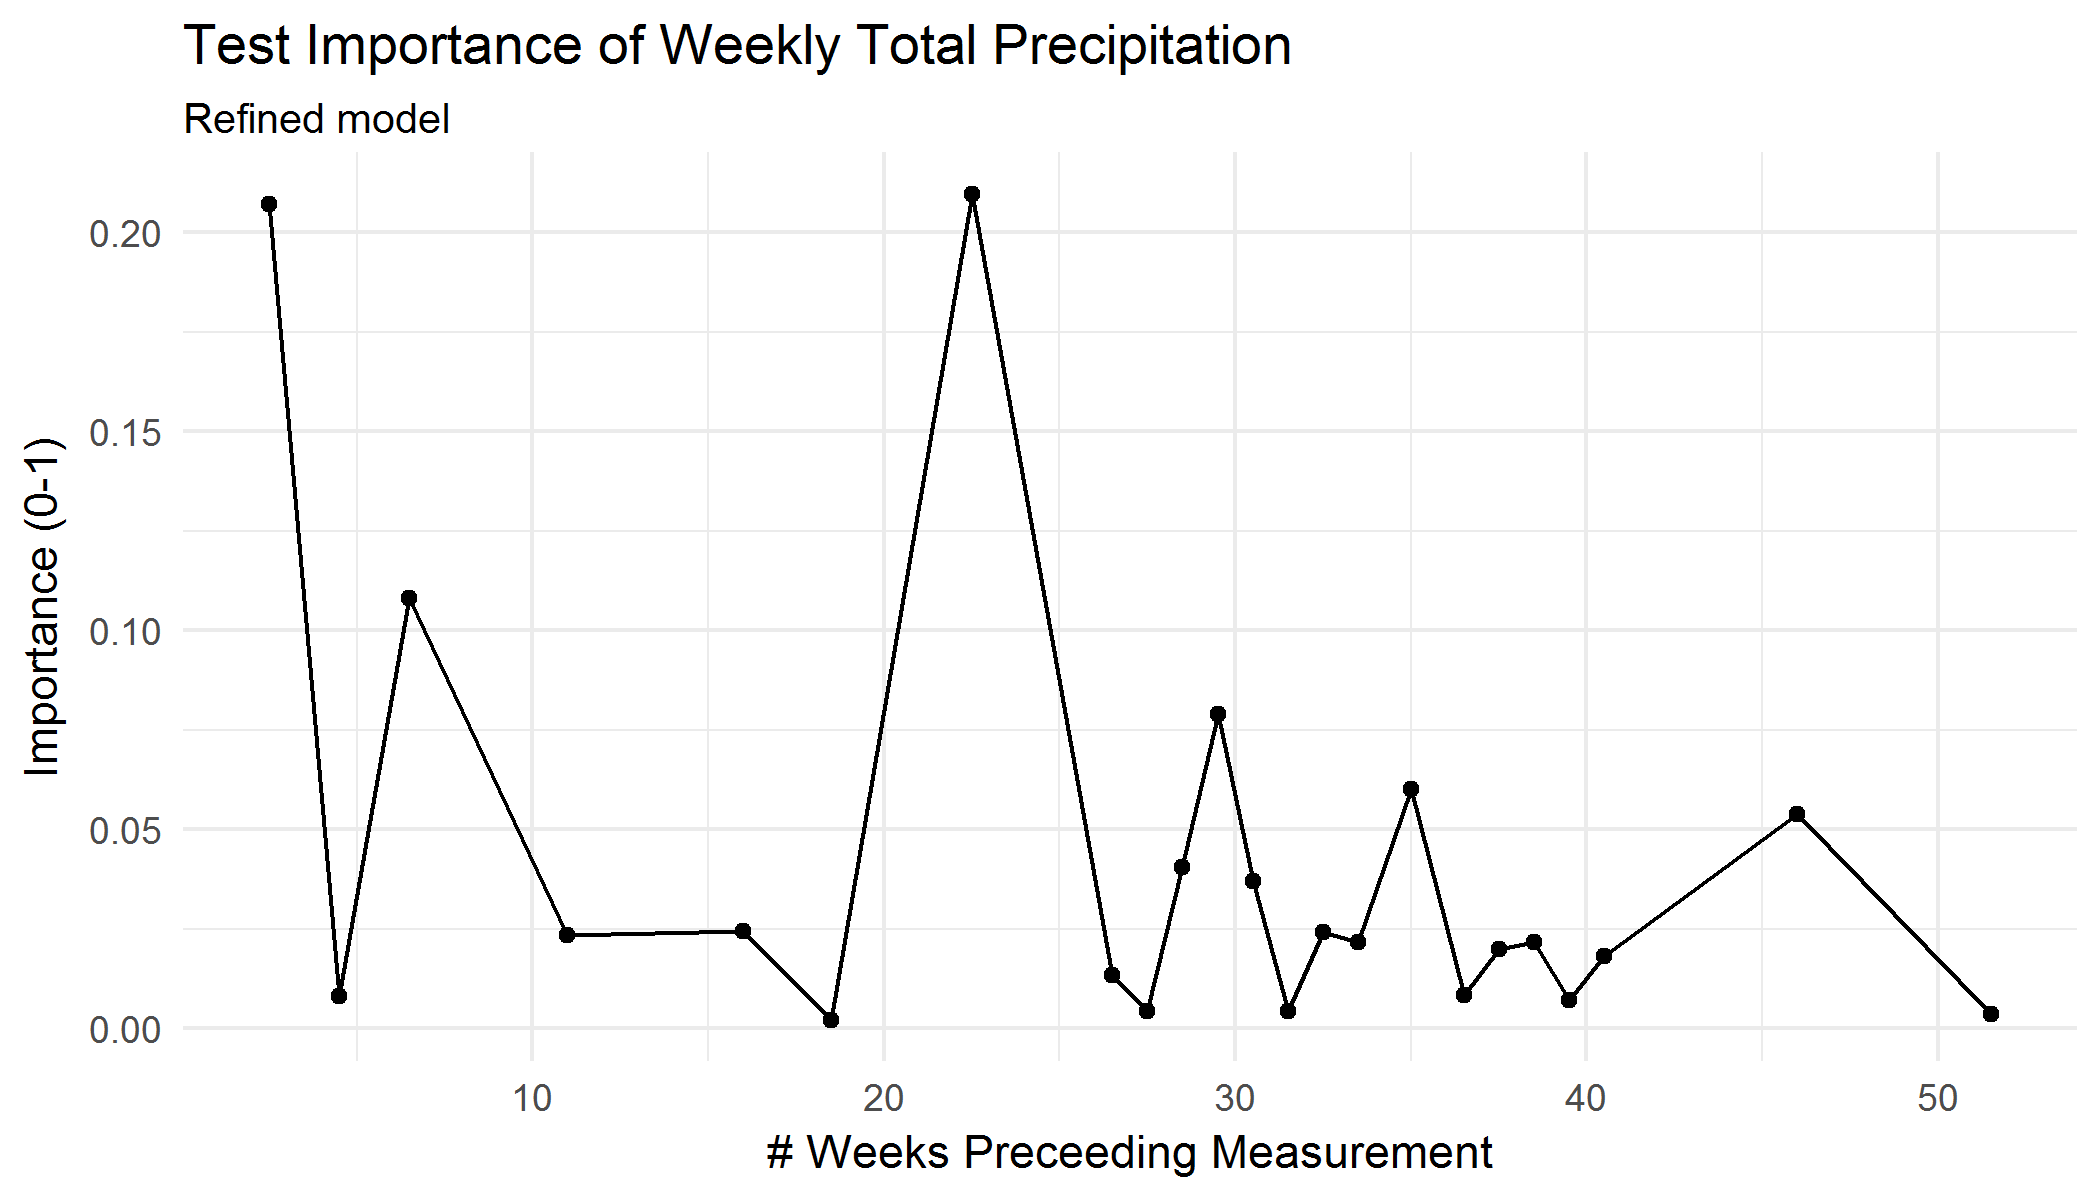 Test Importance of Weekly Total Precipitation
Refined model
Importance (0-1)
0.20
0.15
0.10
0.05
0.00
10 20 30 40 50
# Weeks Preceeding Measurement